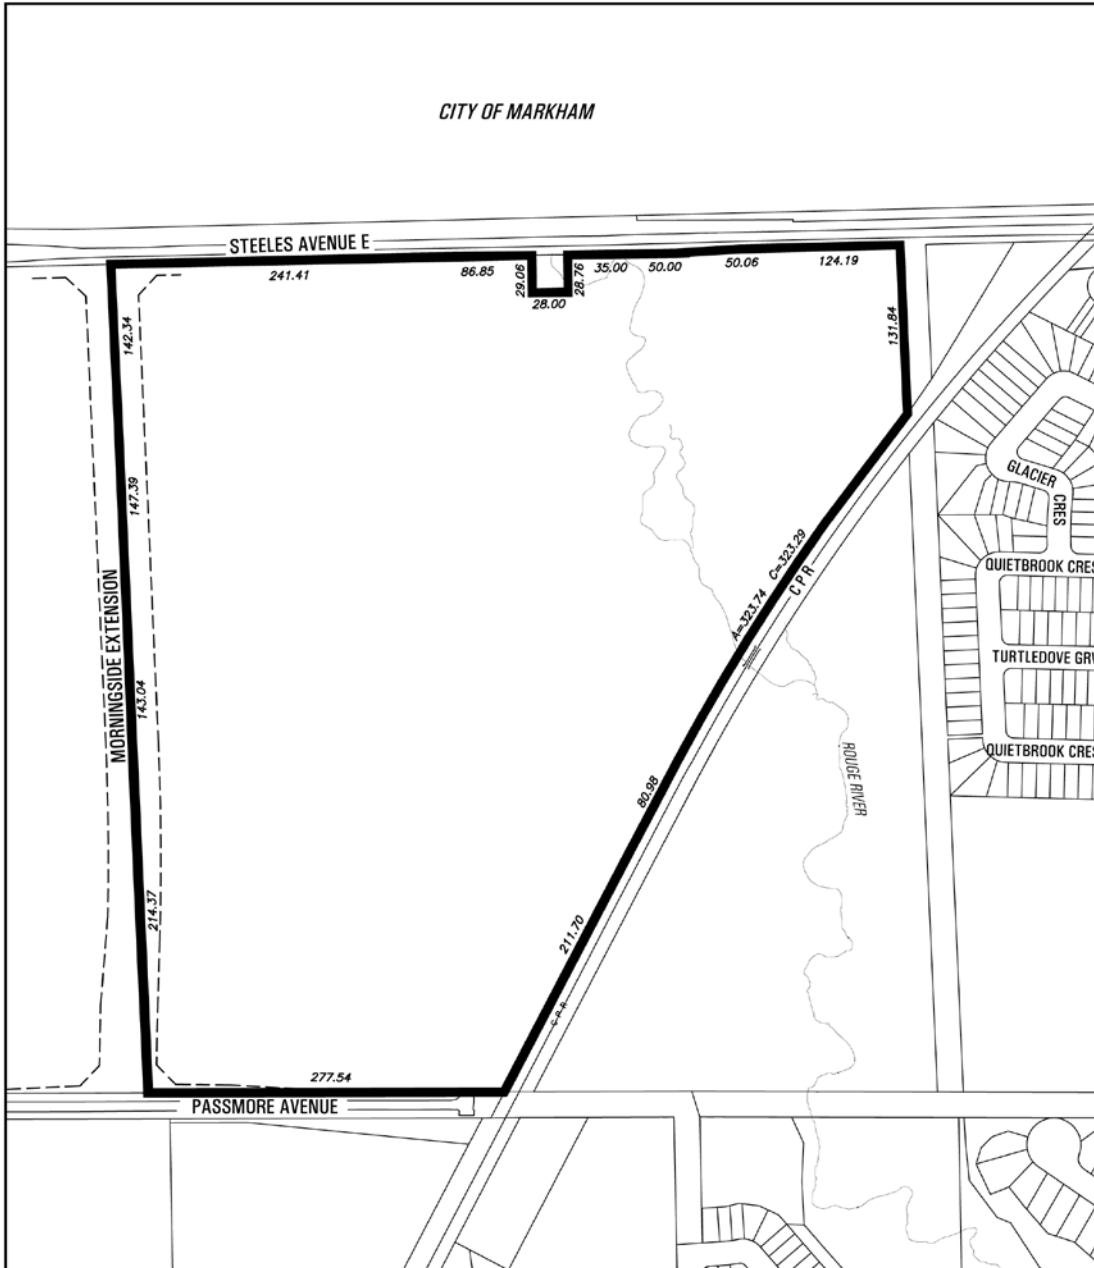 CITY OF MARKHAM
STEELES AVENUE E
241.41
86.85
29.06
28.00
28.76
35.00
50.00
50.06
124.19
131.84
142.34
147.39
GLACIER
CRES
C=323.29
CPR
A=323.74
QUIETBROOK CRES
MORNINGSIDE EXTENSION
143.04
TURTLEDOVE GRV
QUIETBROOK CRES
ROUGE RIVER
80.98
214.37
211.70
C P R
277.54
PASSMORE AVENUE